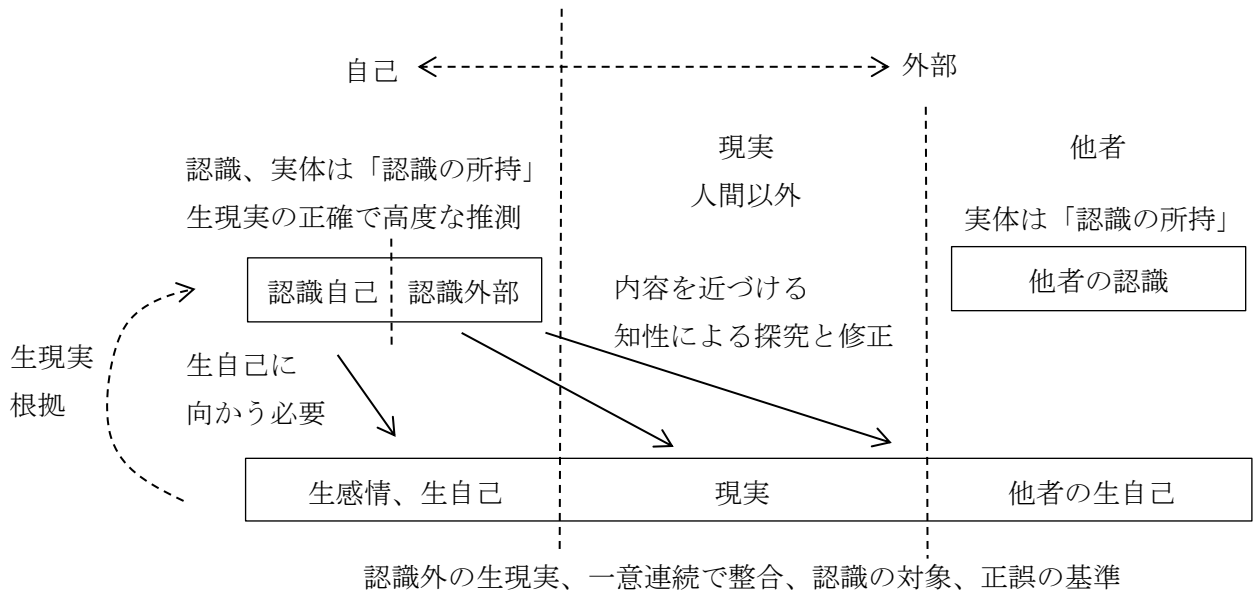 自己
外部
認識、実体は「認識の所持」
生現実の正確で高度な推測
現実
人間以外
他者
実体は「認識の所持」
認識自己
認識外部
他者の認識
内容を近づける
知性による探究と修正
生現実
根拠
生自己に
向かう必要
生感情、生自己
現実
他者の生自己
認識外の生現実、一意連続で整合、認識の対象、正誤の基準